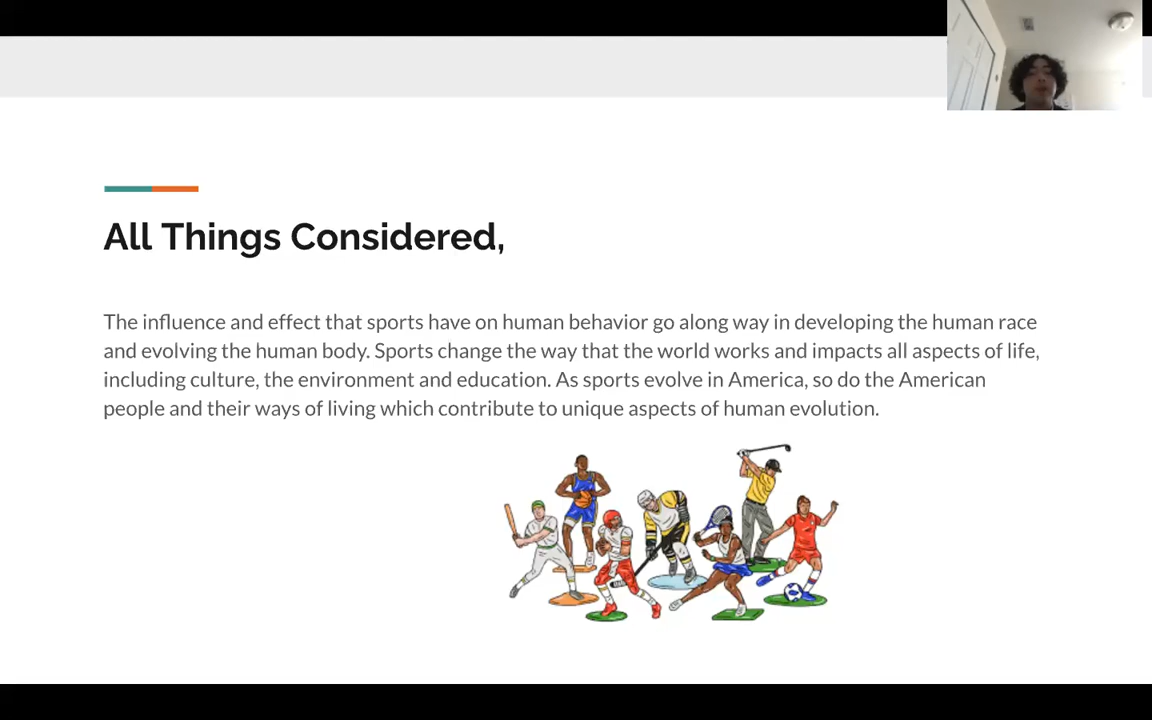 All Things Considered,
The influence and effect that sports have on human behavior go along way in developing the human race
and evolving the human body. Sports change the way that the world works and impacts all aspects of life,
including culture, the environment and education. As sports evolve in America, so do the American
people and their ways of living which contribute to unique aspects of human evolution.